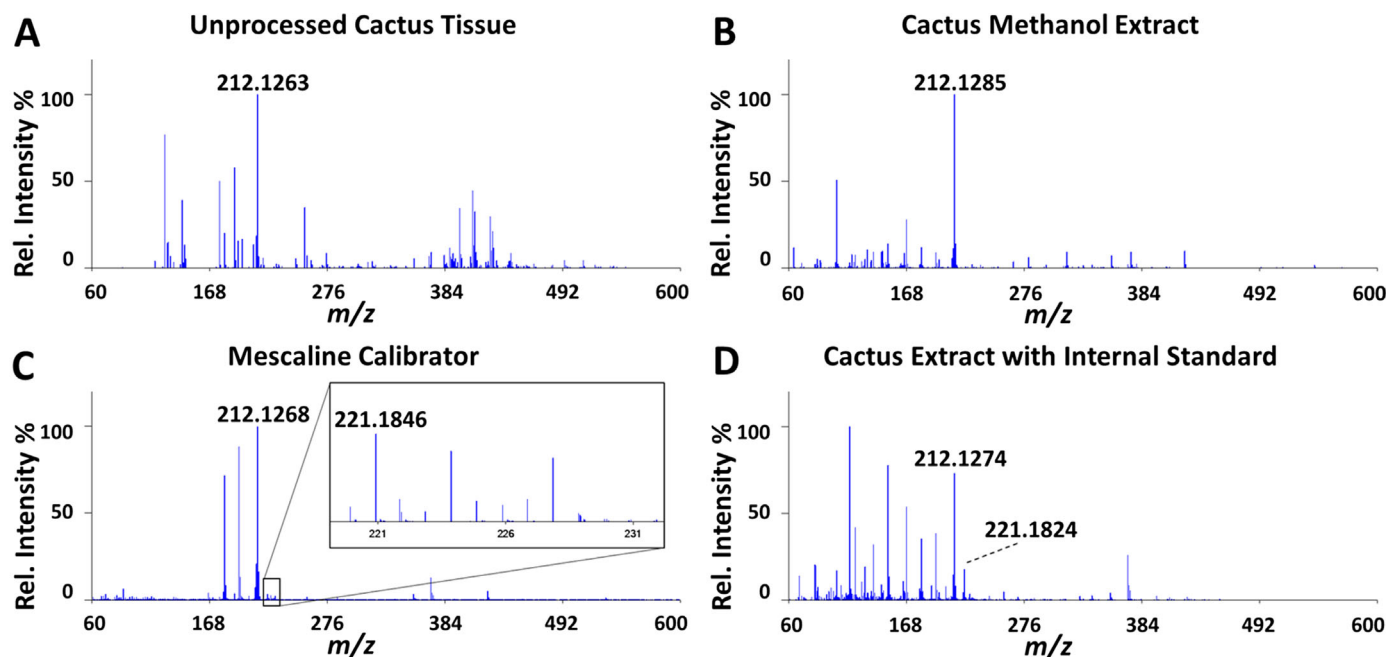 A
Unprocessed Cactus Tissue
Rel. Intensity %
100
50
0
212.1263
60 168 276 384 492 600
m/z
B
Cactus Methanol Extract
Rel. Intensity %
100
50
0
212.1285
60 168 276 384 492 600
m/z
C
Mescaline Calibrator
Rel. Intensity %
100
50
0
212.1268
221.1846
221 226 231
60 168 276 384 492 600
m/z
D
Cactus Extract with Internal Standard
Rel. Intensity %
100
50
0
212.1274
221.1824
60 168 276 384 492 600
m/z